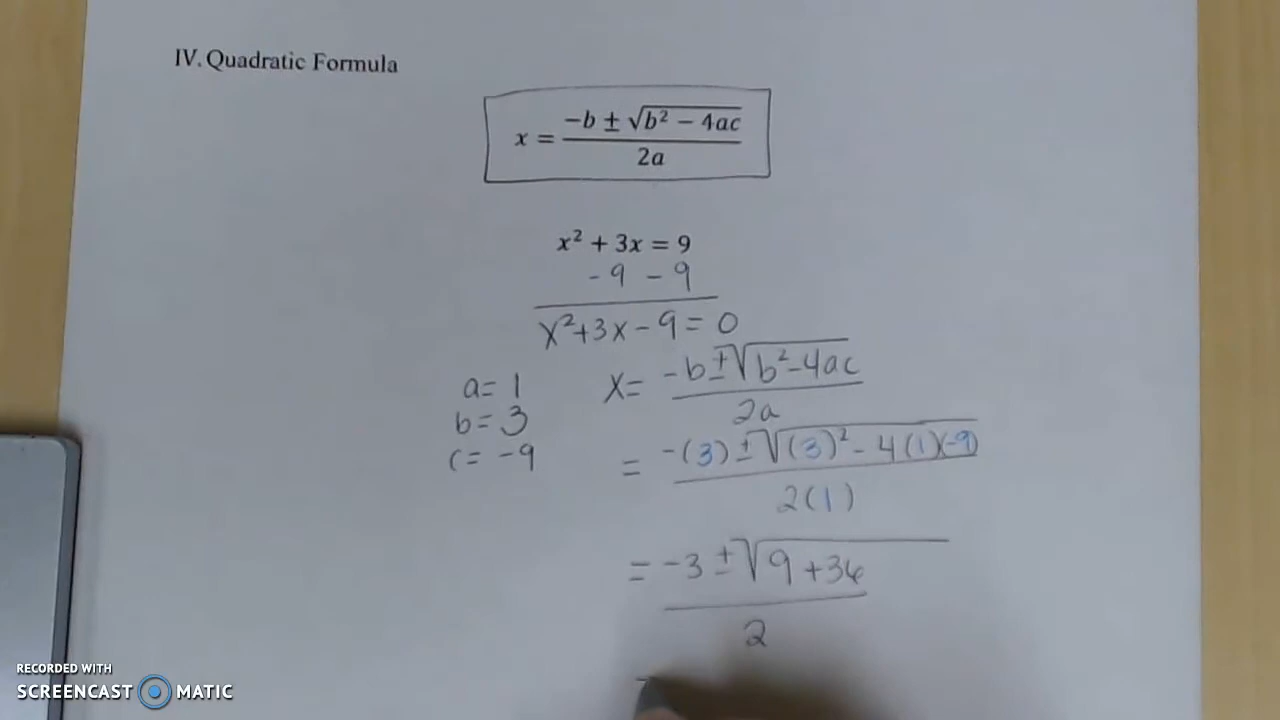 IV. Quadratic Formula
x = −b ± √b² − 4ac
2a
x² + 3x = 9
-9 -9
x²+3x-9=0
a= 1
b= 3
c= -9
x= -b±√b²-4ac
2a
= -(3)±√(3)²-4(1)(-9)
2(1)
= -3±√9+36
2
RECORDED WITH
SCREENCAST MATIC